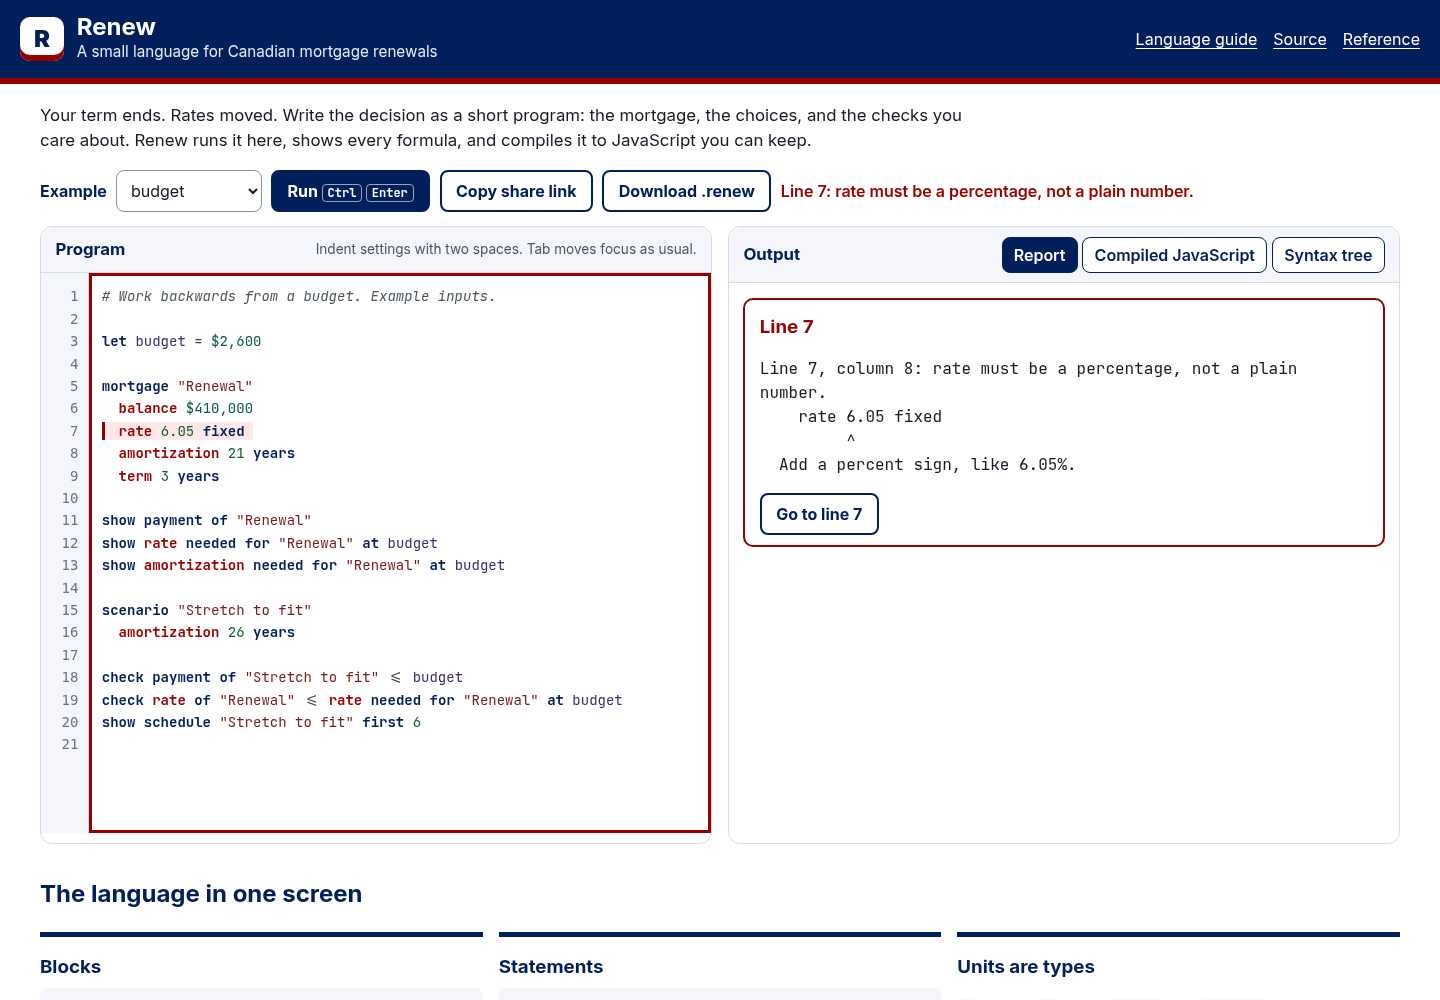 R
Renew
A small language for Canadian mortgage renewals
Language guide Source Reference
Your term ends. Rates moved. Write the decision as a short program: the mortgage, the choices, and the checks you
care about. Renew runs it here, shows every formula, and compiles it to JavaScript you can keep.
Example budget Run Ctrl Enter Copy share link Download .renew Line 7: rate must be a percentage, not a plain number.
Program Indent settings with two spaces. Tab moves focus as usual.
1 # Work backwards from a budget. Example inputs.
2
3 let budget = $2,600
4
5 mortgage "Renewal"
6   balance $410,000
7   rate 6.05 fixed
8   amortization 21 years
9   term 3 years
10
11 show payment of "Renewal"
12 show rate needed for "Renewal" at budget
13 show amortization needed for "Renewal" at budget
14
15 scenario "Stretch to fit"
16   amortization 26 years
17
18 check payment of "Stretch to fit" ⩽ budget
19 check rate of "Renewal" ⩽ rate needed for "Renewal" at budget
20 show schedule "Stretch to fit" first 6
21
Output Report Compiled JavaScript Syntax tree
Line 7
Line 7, column 8: rate must be a percentage, not a plain
number.
    rate 6.05 fixed
         ^
  Add a percent sign, like 6.05%.
Go to line 7
The language in one screen
Blocks Statements Units are types